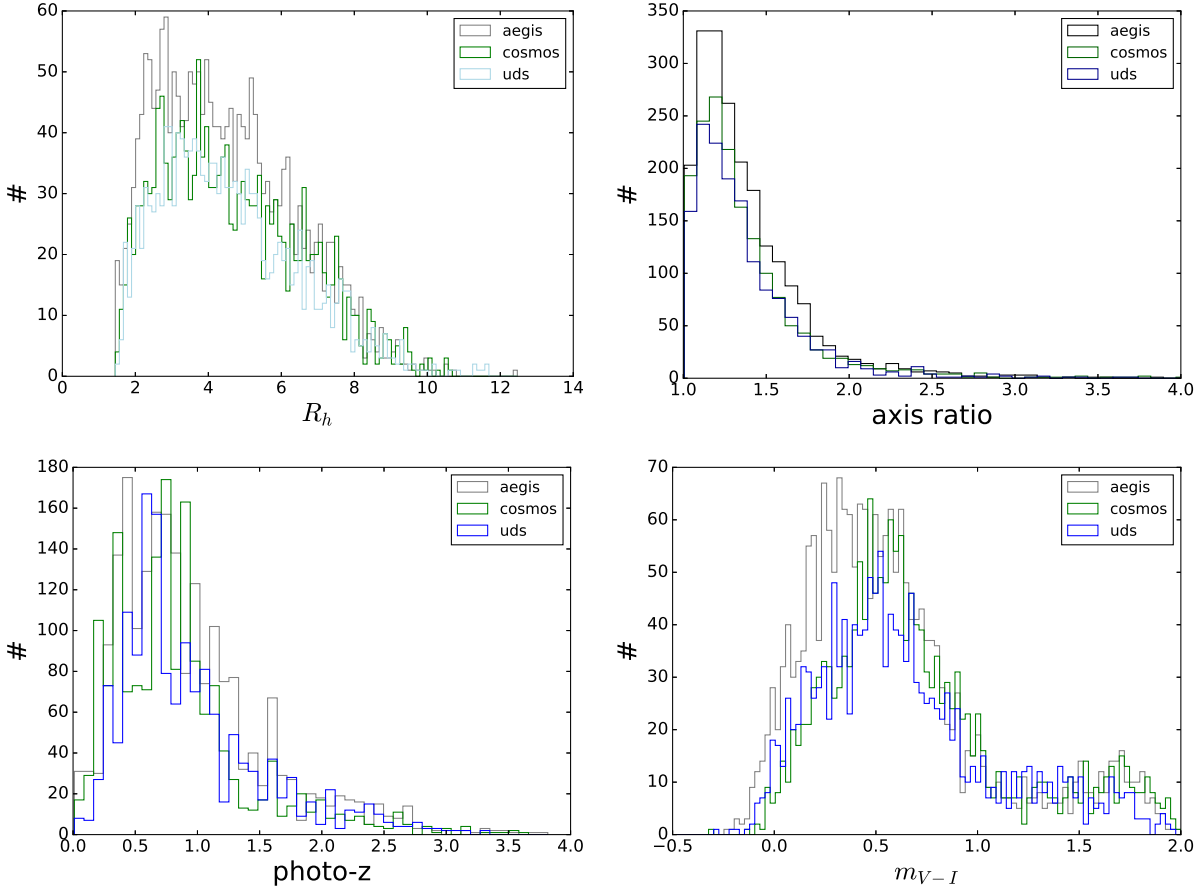 60
50
40
30
20
10
0
#
0 2 4 6 8 10 12 14
R_h
aegis
cosmos
uds
350
300
250
200
150
100
50
0
#
1.0 1.5 2.0 2.5 3.0 3.5 4.0
axis ratio
aegis
cosmos
uds
180
160
140
120
100
80
60
40
20
0
#
0.0 0.5 1.0 1.5 2.0 2.5 3.0 3.5 4.0
photo-z
aegis
cosmos
uds
70
60
50
40
30
20
10
0
#
−0.5 0.0 0.5 1.0 1.5 2.0
m_{V−I}
aegis
cosmos
uds